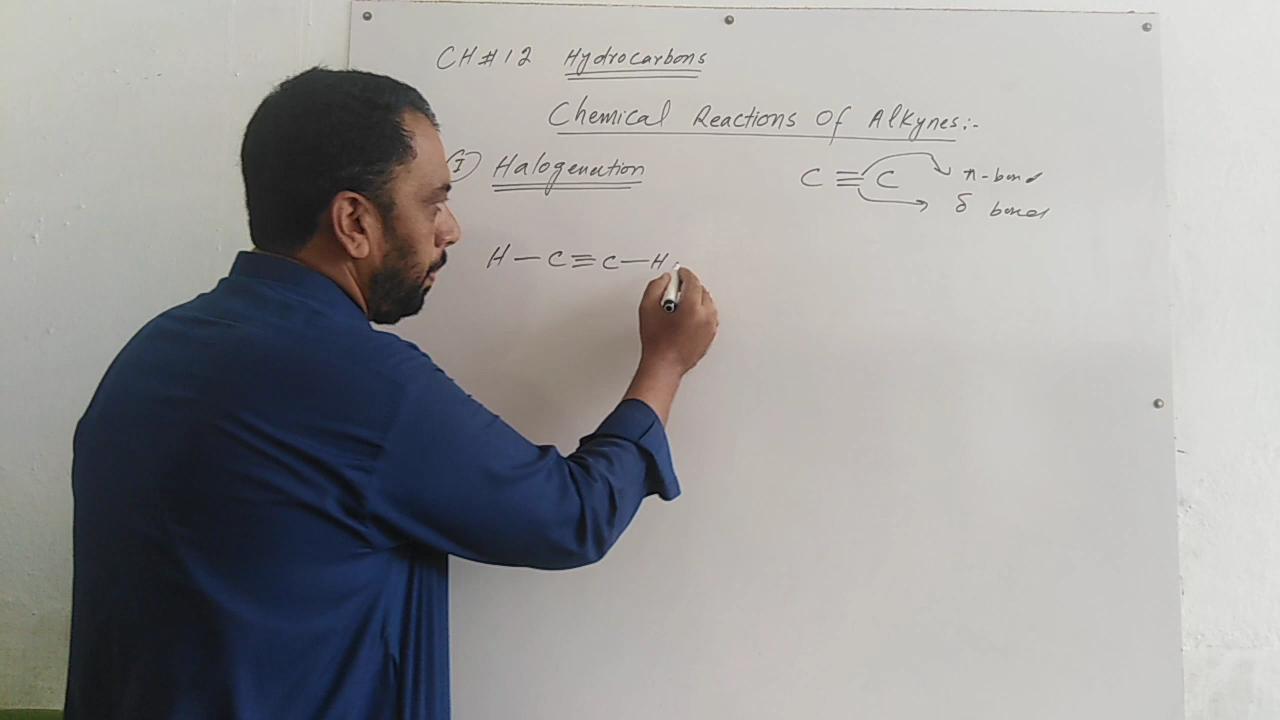 CH#12 Hydrocarbons
Chemical Reactions Of Alkynes:-
(I) Halogenation
C ≡ C π-bond
δ bond
H — C ≡ C — H